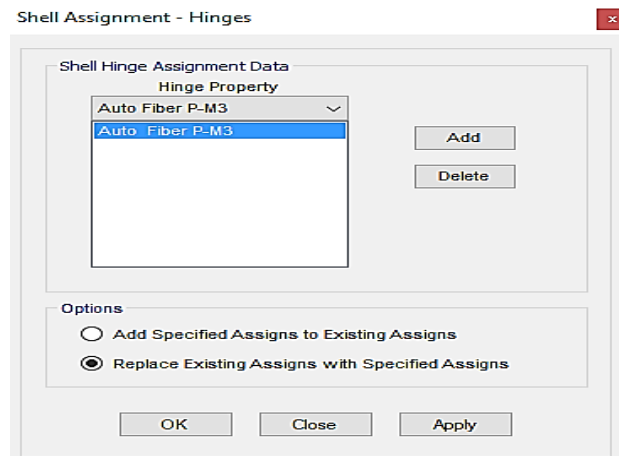 Shell Assignment - Hinges
Shell Hinge Assignment Data
Hinge Property
Auto Fiber P-M3
Auto Fiber P-M3
Add
Delete
Options
Add Specified Assigns to Existing Assigns
Replace Existing Assigns with Specified Assigns
OK
Close
Apply